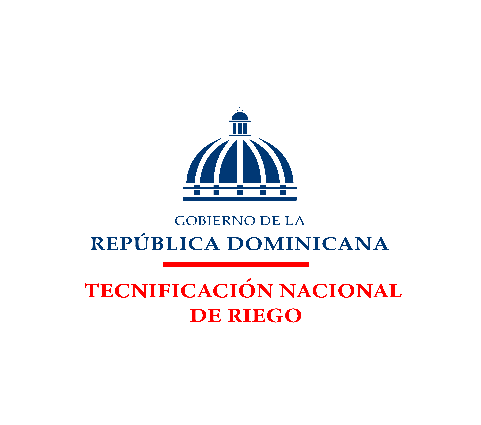 GOBIERNO DE LA
REPÚBLICA DOMINICANA
TECNIFICACIÓN NACIONAL
DE RIEGO